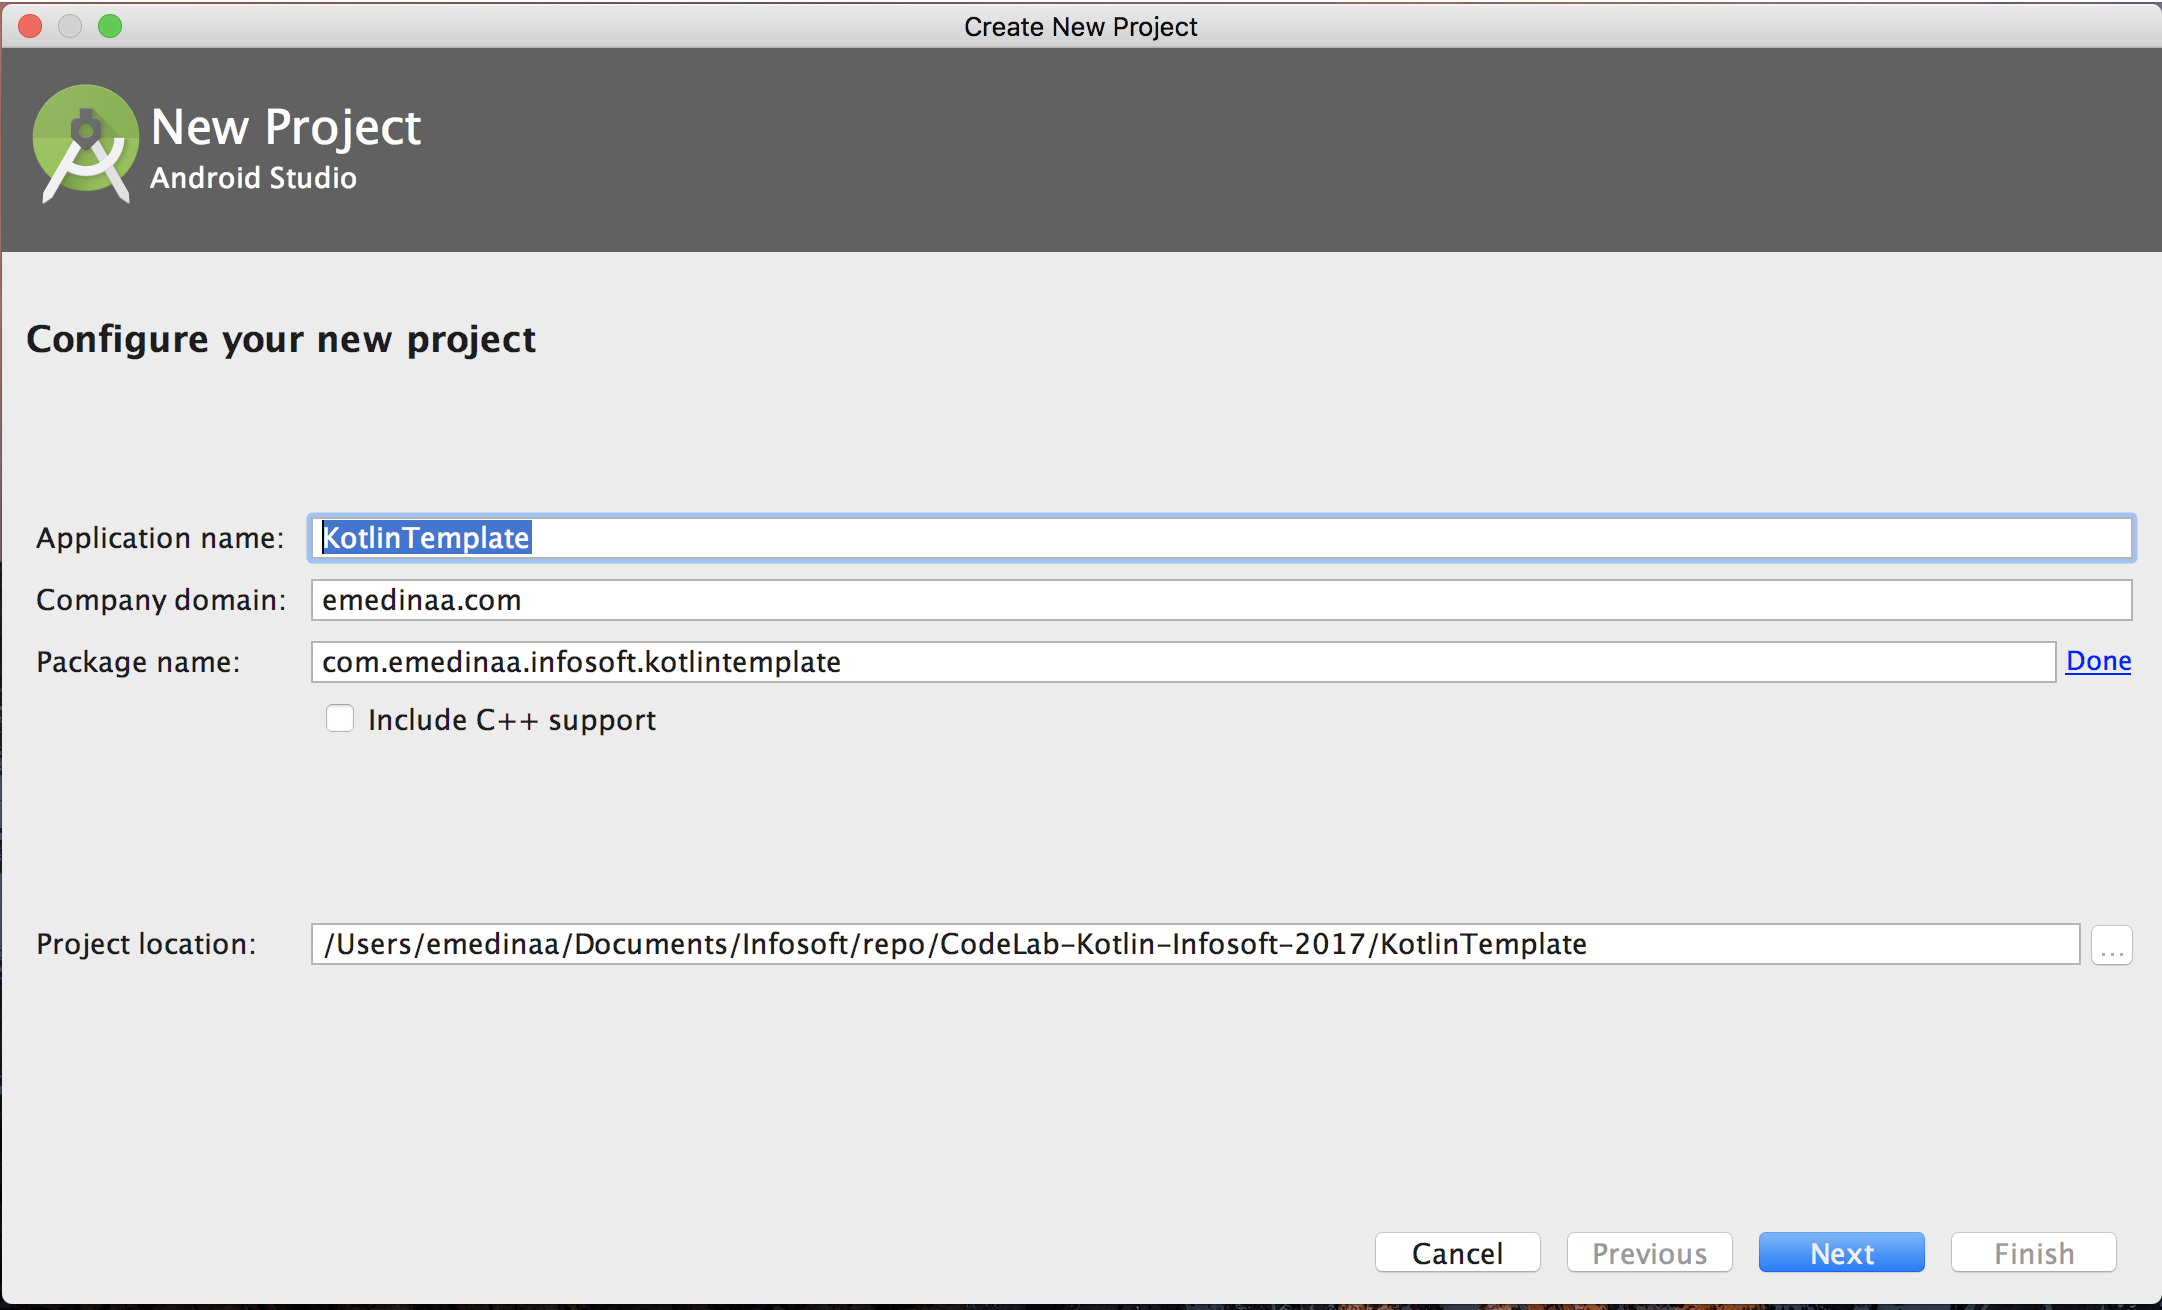 Create New Project
New Project
Android Studio
Configure your new project
Application name: KotlinTemplate
Company domain: emedinaa.com
Package name: com.emedinaa.infosoft.kotlintemplate Done
Include C++ support
Project location: /Users/emedinaa/Documents/Infosoft/repo/CodeLab-Kotlin-Infosoft-2017/KotlinTemplate ...
Cancel Previous Next Finish